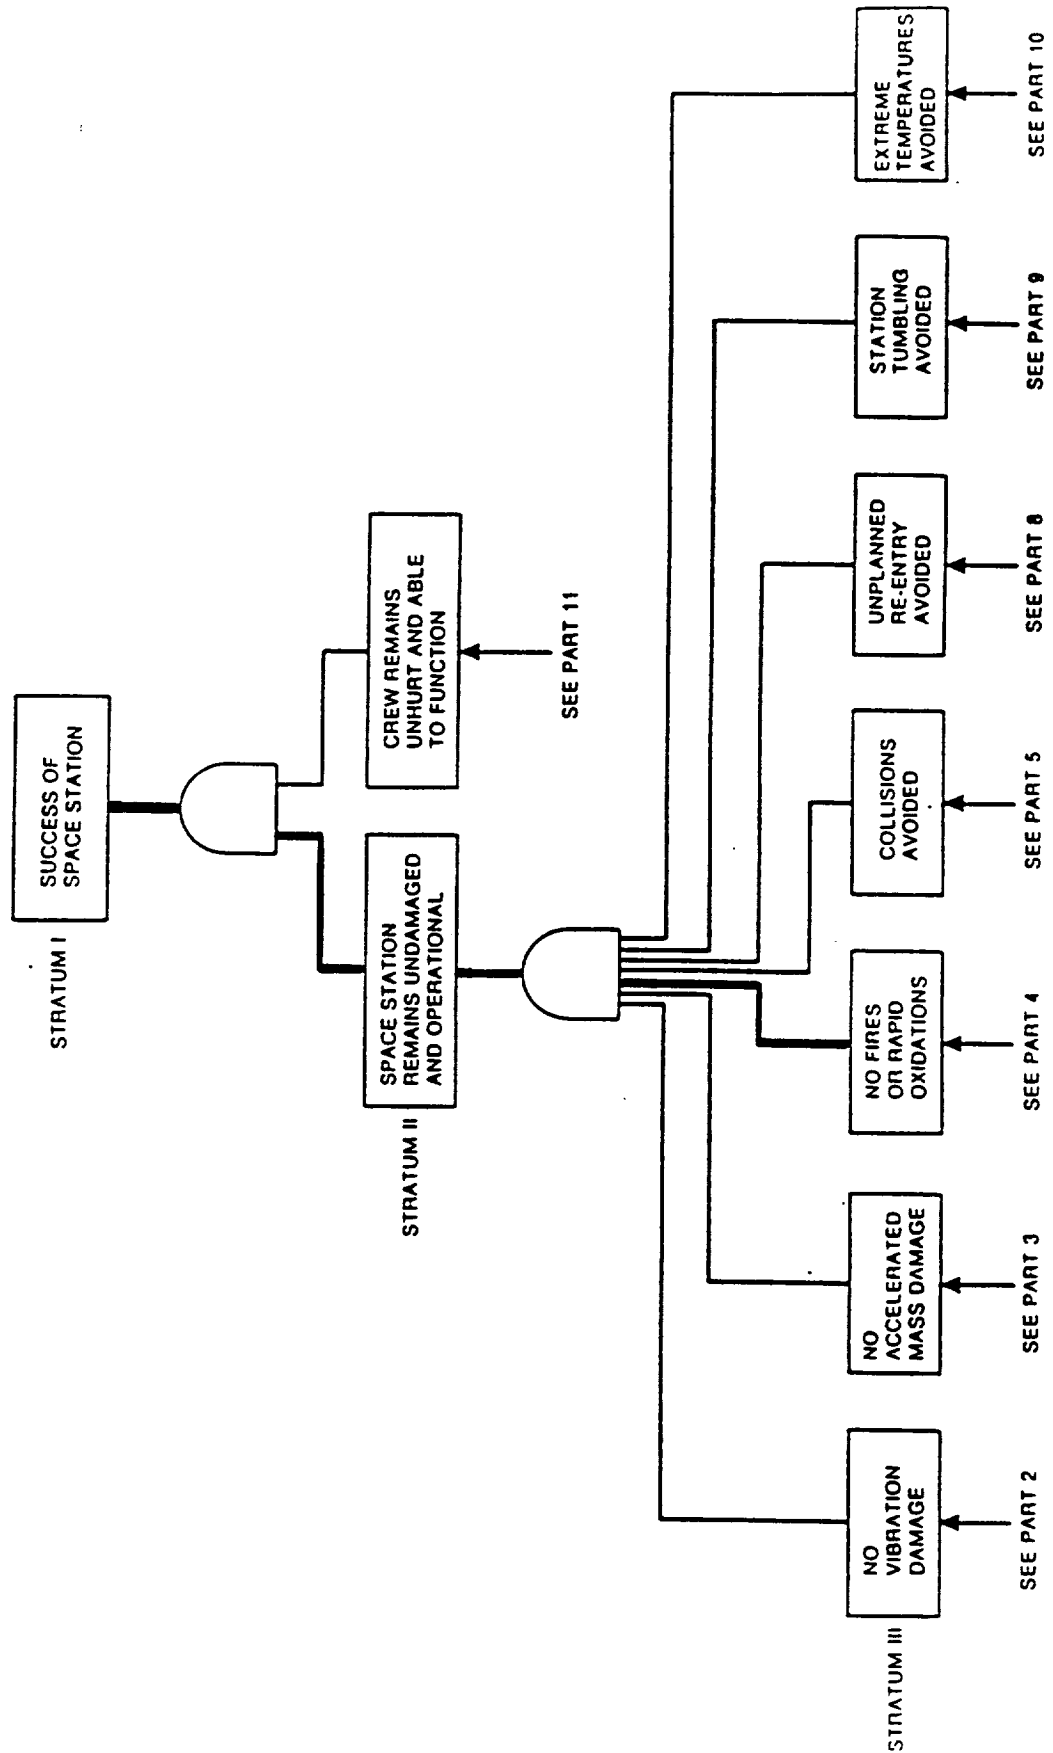 STRATUM I
SUCCESS OF
SPACE STATION
STRATUM II
SPACE STATION
REMAINS UNDAMAGED
AND OPERATIONAL
CREW REMAINS
UNHURT AND ABLE
TO FUNCTION
SEE PART 11
STRATUM III
NO
VIBRATION
DAMAGE
SEE PART 2
NO
ACCELERATED
MASS DAMAGE
SEE PART 3
NO FIRES
OR RAPID
OXIDATIONS
SEE PART 4
COLLISIONS
AVOIDED
SEE PART 5
UNPLANNED
RE-ENTRY
AVOIDED
SEE PART 8
STATION
TUMBLING
AVOIDED
SEE PART 9
EXTREME
TEMPERATURES
AVOIDED
SEE PART 10